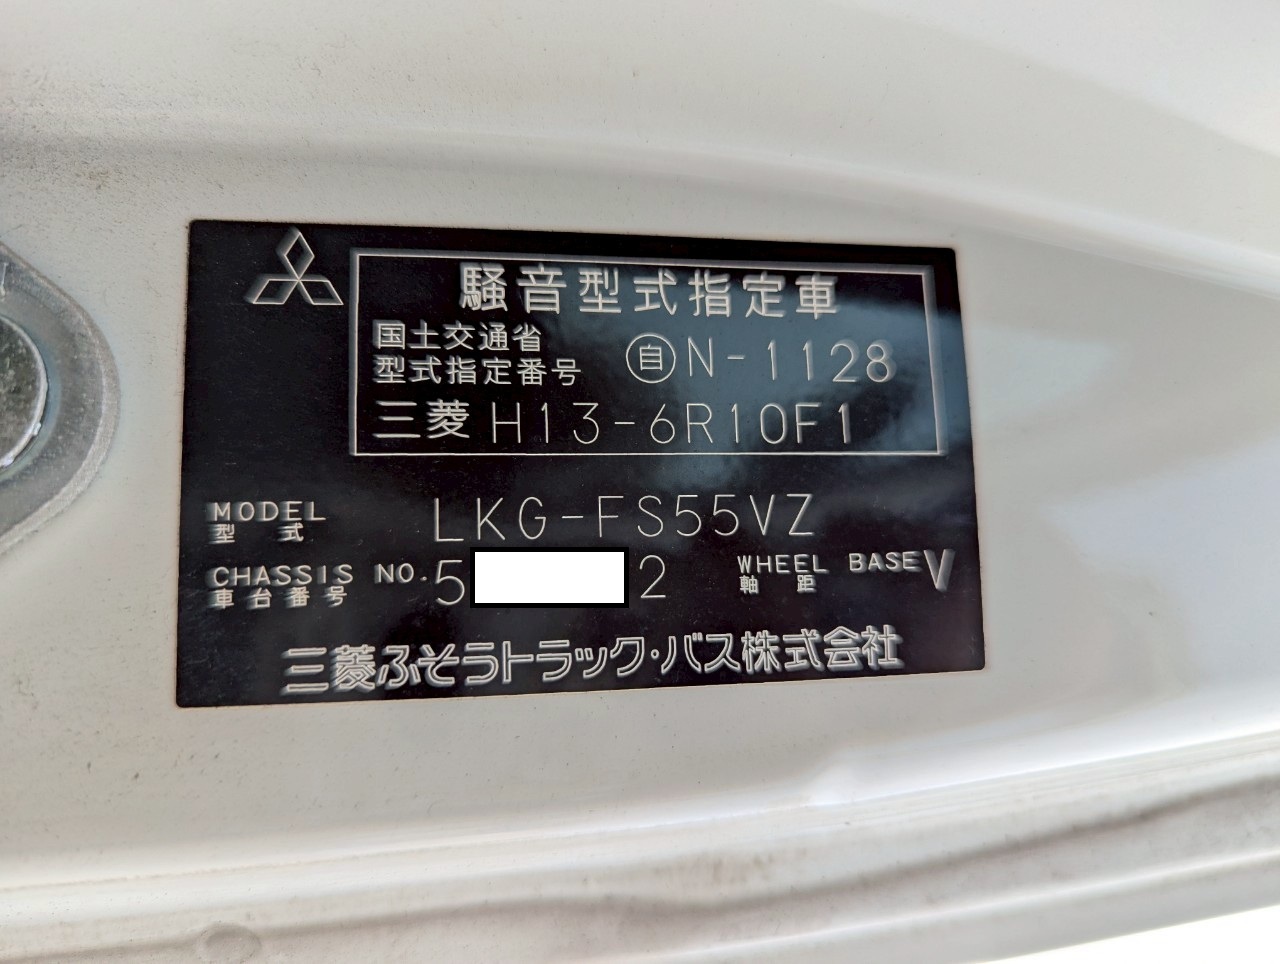 騒音型式指定車
国土交通省
型式指定番号 自N-1128
三菱 H13-6R10F1
MODEL
型式 LKG-FS55VZ
CHASSIS NO. 5 2 WHEEL BASE V
車台番号 軸距
三菱ふそうトラック・バス株式会社